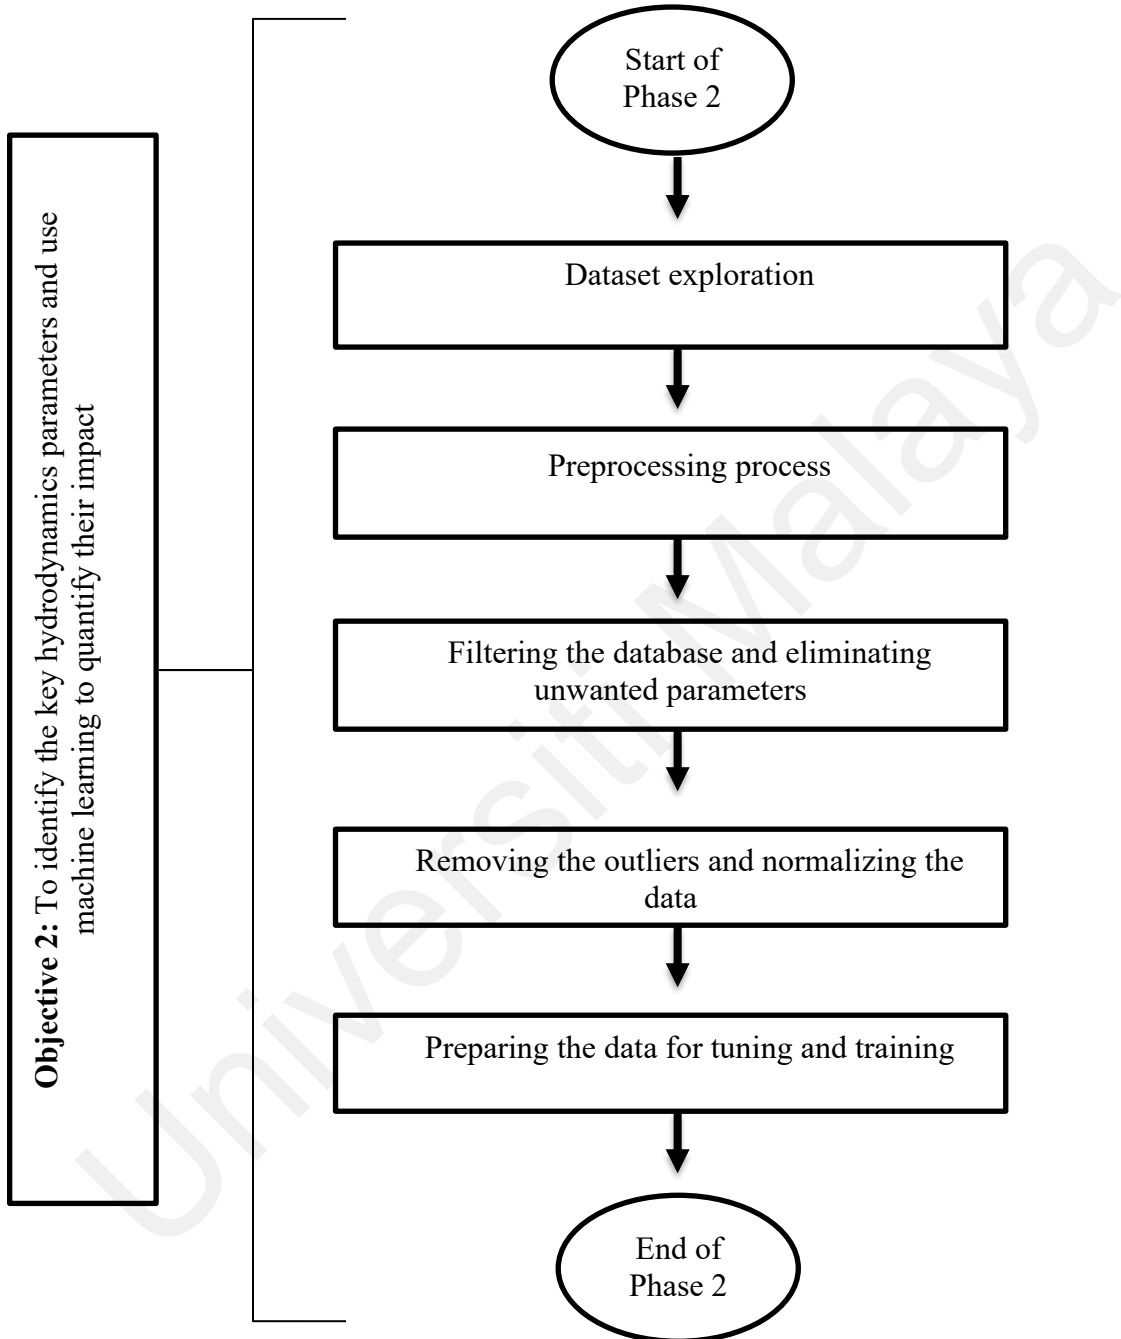 Start of
Phase 2
Objective 2: To identify the key hydrodynamics parameters and use
machine learning to quantify their impact
Dataset exploration
Preprocessing process
Filtering the database and eliminating
unwanted parameters
Removing the outliers and normalizing the
data
Preparing the data for tuning and training
End of
Phase 2
Universiti Malaya